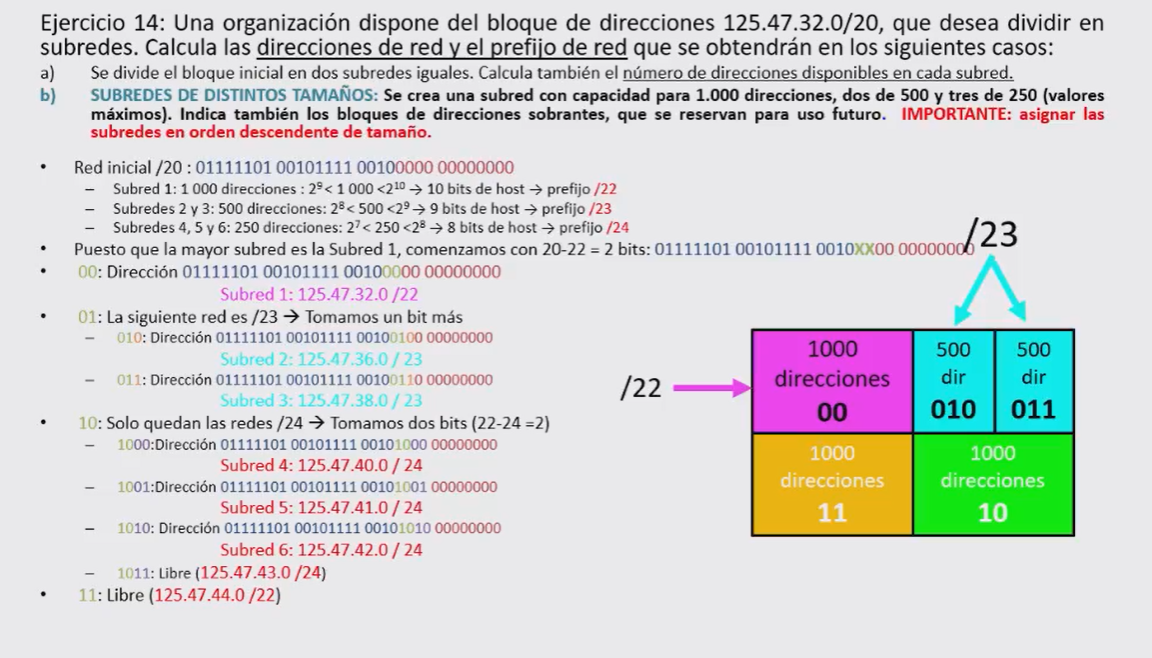 Ejercicio 14: Una organización dispone del bloque de direcciones 125.47.32.0/20, que desea dividir en
subredes. Calcula las direcciones de red y el prefijo de red que se obtendrán en los siguientes casos:
a) Se divide el bloque inicial en dos subredes iguales. Calcula también el número de direcciones disponibles en cada subred.
b) SUBREDES DE DISTINTOS TAMAÑOS: Se crea una subred con capacidad para 1.000 direcciones, dos de 500 y tres de 250 (valores
máximos). Indica también los bloques de direcciones sobrantes, que se reservan para uso futuro. IMPORTANTE: asignar las
subredes en orden descendente de tamaño.
• Red inicial /20 : 01111101 00101111 00100000 00000000
– Subred 1: 1 000 direcciones : 2⁹< 1 000 <2¹⁰ → 10 bits de host → prefijo /22
– Subredes 2 y 3: 500 direcciones: 2⁸< 500 <2⁹ → 9 bits de host → prefijo /23
– Subredes 4, 5 y 6: 250 direcciones: 2⁷< 250 <2⁸ → 8 bits de host → prefijo /24
• Puesto que la mayor subred es la Subred 1, comenzamos con 20-22 = 2 bits: 01111101 00101111 0010XX00 00000000
• 00: Dirección 01111101 00101111 00100000 00000000
Subred 1: 125.47.32.0 /22
• 01: La siguiente red es /23 → Tomamos un bit más
– 010: Dirección 01111101 00101111 00100100 00000000
Subred 2: 125.47.36.0 / 23
– 011: Dirección 01111101 00101111 00100110 00000000
Subred 3: 125.47.38.0 / 23
• 10: Solo quedan las redes /24 → Tomamos dos bits (22-24 =2)
– 1000:Dirección 01111101 00101111 00101000 00000000
Subred 4: 125.47.40.0 / 24
– 1001:Dirección 01111101 00101111 00101001 00000000
Subred 5: 125.47.41.0 / 24
– 1010: Dirección 01111101 00101111 00101010 00000000
Subred 6: 125.47.42.0 / 24
– 1011: Libre (125.47.43.0 /24)
• 11: Libre (125.47.44.0 /22)
/23
/22
1000
direcciones
00
500
dir
010
500
dir
011
1000
direcciones
11
1000
direcciones
10